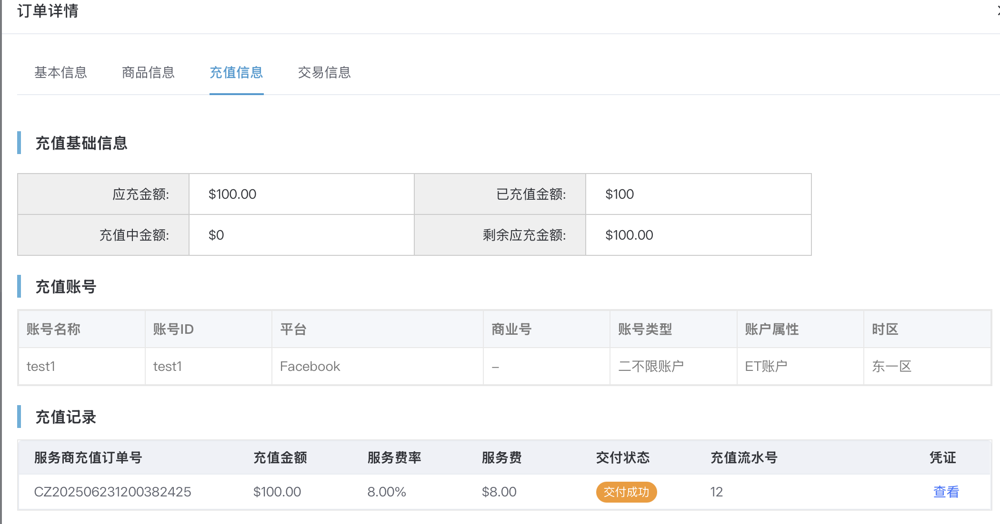 订单详情
基本信息 商品信息 充值信息 交易信息
充值基础信息
应充金额: $100.00 已充值金额: $100
充值中金额: $0 剩余应充金额: $100.00
充值账号
账号名称 账号ID 平台 商业号 账号类型 账户属性 时区
test1 test1 Facebook – 二不限账户 ET账户 东一区
充值记录
服务商充值订单号 充值金额 服务费率 服务费 交付状态 充值流水号 凭证
CZ202506231200382425 $100.00 8.00% $8.00 交付成功 12 查看